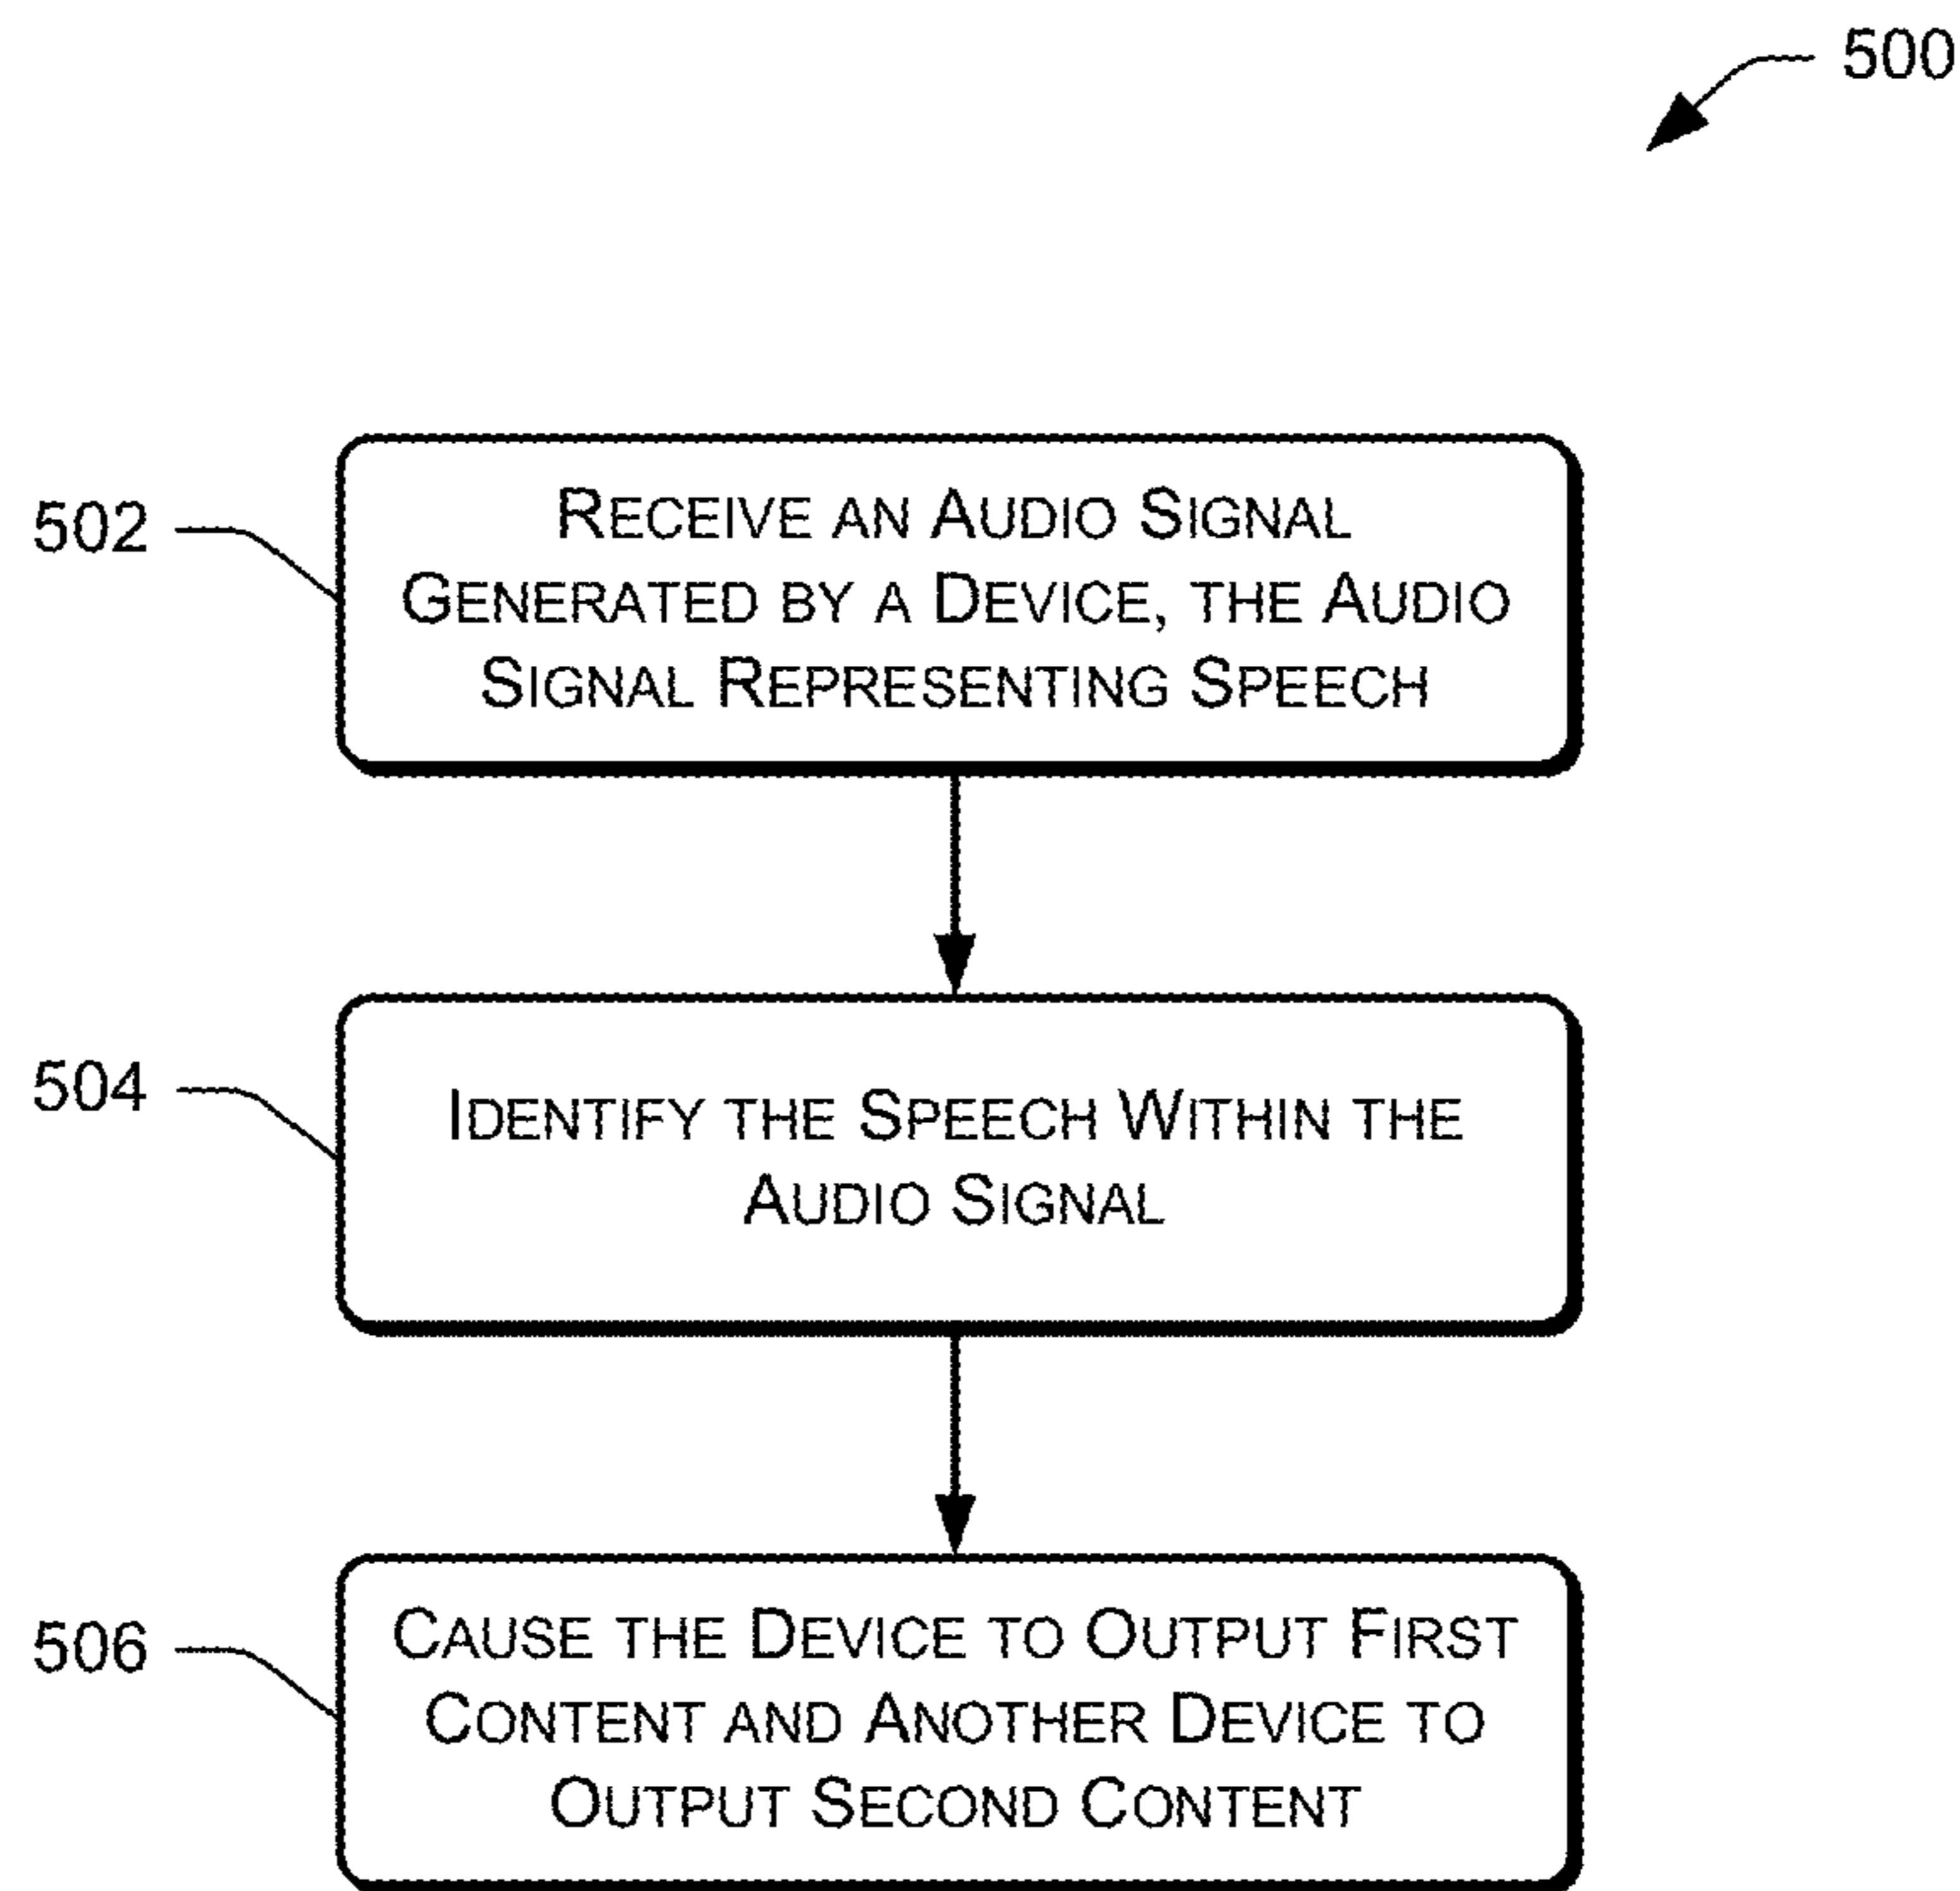 500
502
RECEIVE AN AUDIO SIGNAL
GENERATED BY A DEVICE, THE AUDIO
SIGNAL REPRESENTING SPEECH
504
IDENTIFY THE SPEECH WITHIN THE
AUDIO SIGNAL
506
CAUSE THE DEVICE TO OUTPUT FIRST
CONTENT AND ANOTHER DEVICE TO
OUTPUT SECOND CONTENT